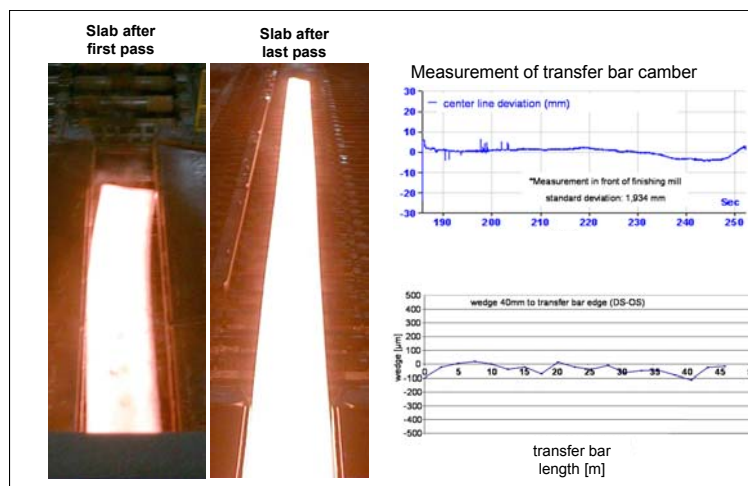 Slab after
first pass
Slab after
last pass
Measurement of transfer bar camber
30
20
10
0
-10
-20
-30
center line deviation (mm)
*Measurement in front of finishing mill
standard deviation: 1,934 mm
Sec
190 200 210 220 230 240 250
wedge 40mm to transfer bar edge (DS-OS)
wedge [µm]
500
400
300
200
100
0
-100
-200
-300
-400
-500
0 5 10 15 20 25 30 35 40 45
transfer bar
length [m]